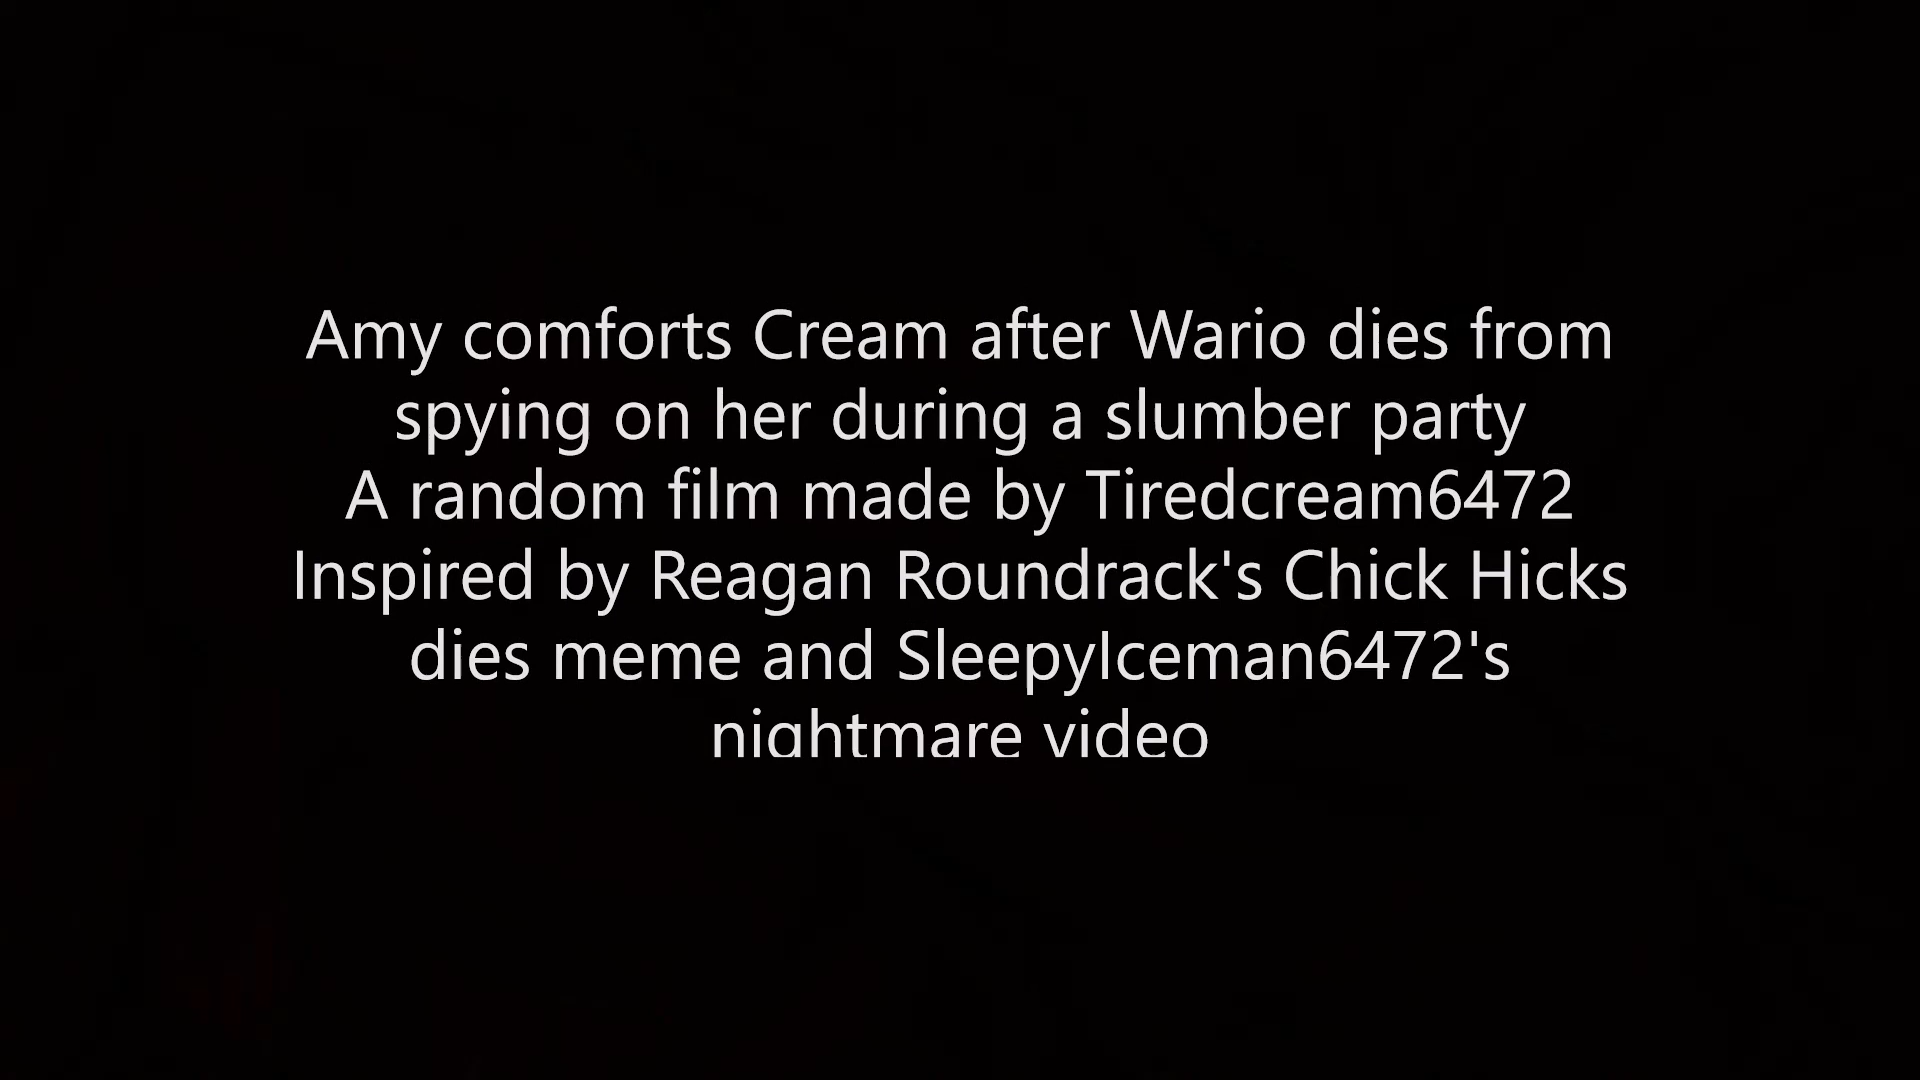 Amy comforts Cream after Wario dies from
spying on her during a slumber party
A random film made by Tiredcream6472
Inspired by Reagan Roundrack's Chick Hicks
dies meme and SleepyIceman6472's
nightmare video